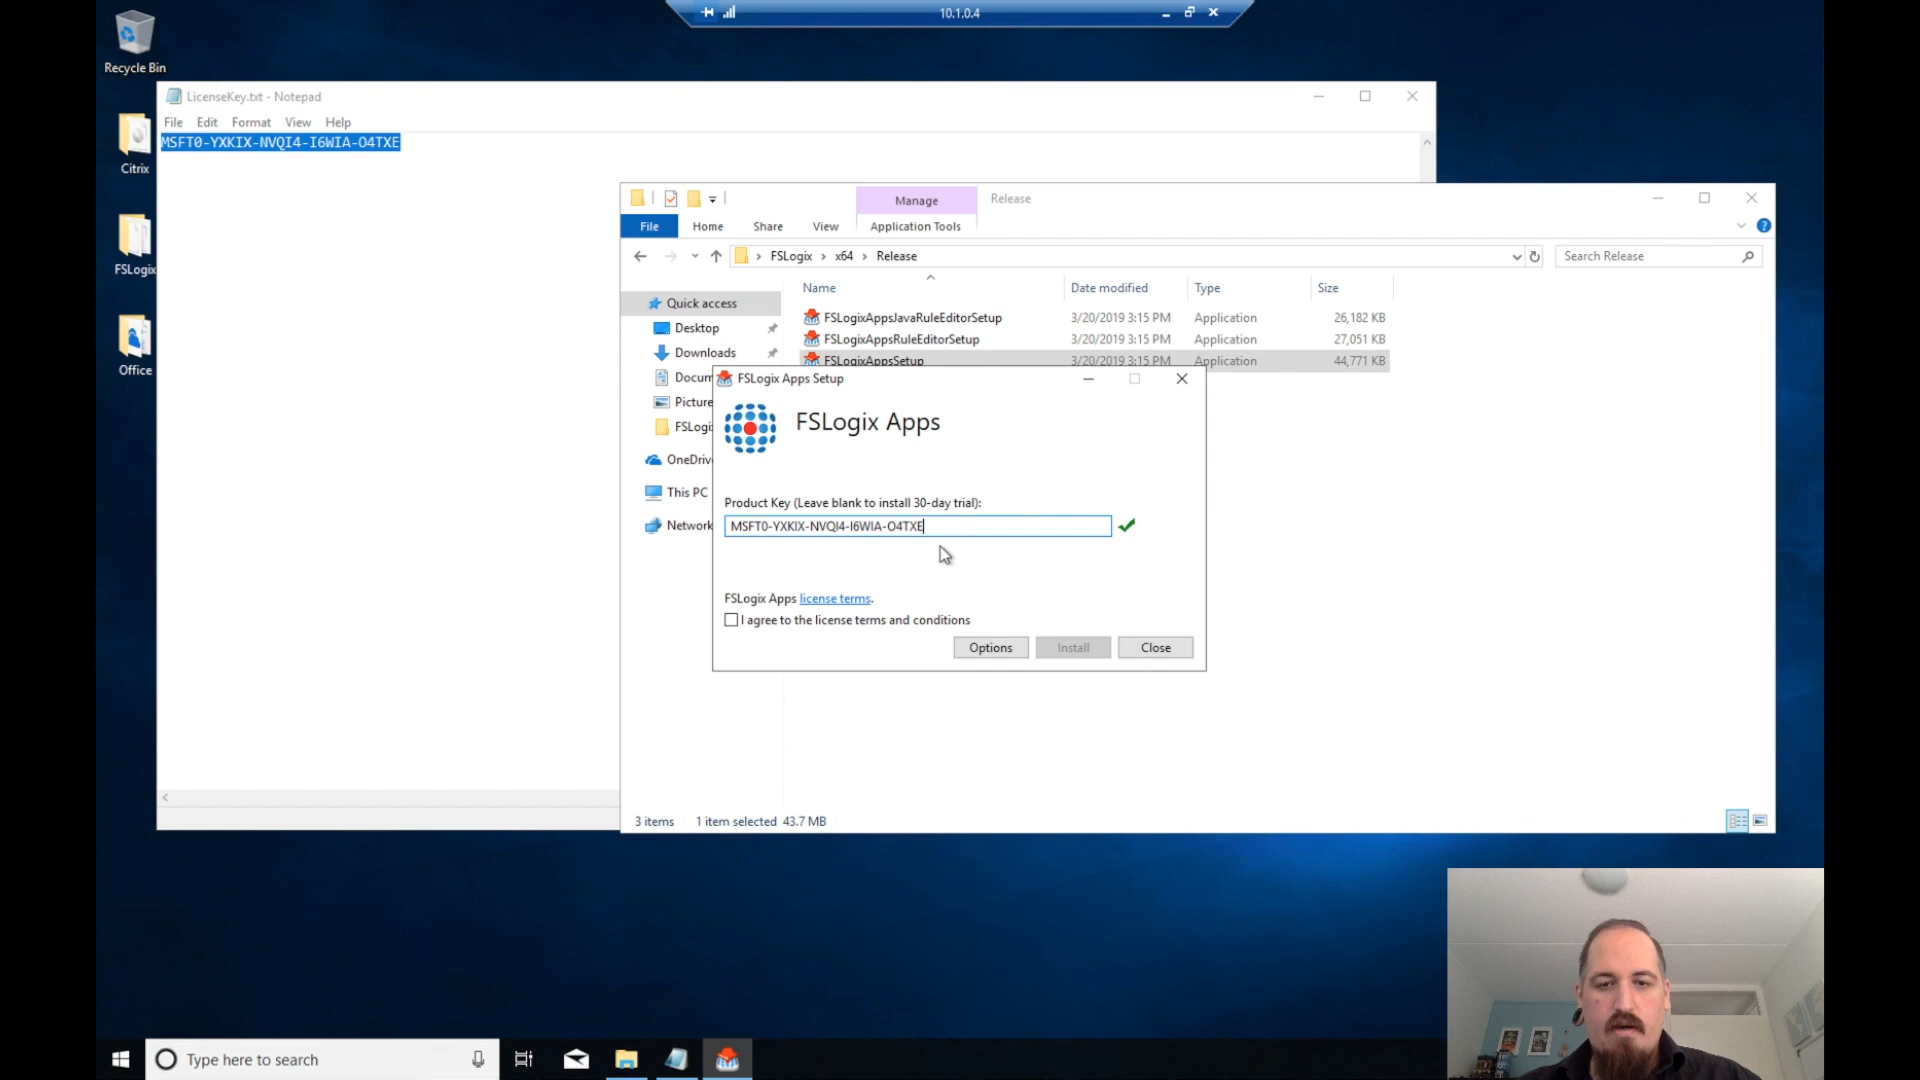 10.1.0.4
Recycle Bin
Citrix
FSLogix
Office
LicenseKey.txt - Notepad
File Edit Format View Help
MSFT0-YXKIX-NVQI4-I6WIA-O4TXE
Manage Release
File Home Share View Application Tools
FSLogix > x64 > Release
Search Release
Name Date modified Type Size
FSLogixAppsJavaRuleEditorSetup 3/20/2019 3:15 PM Application 26,182 KB
FSLogixAppsRuleEditorSetup 3/20/2019 3:15 PM Application 27,051 KB
FSLogixAppsSetup 3/20/2019 3:15 PM Application 44,771 KB
Quick access
Desktop
Downloads
Docum
Picture
FSLogi
OneDriv
This PC
Network
FSLogix Apps Setup
FSLogix Apps
Product Key (Leave blank to install 30-day trial):
MSFT0-YXKIX-NVQI4-I6WIA-O4TXE
FSLogix Apps license terms.
I agree to the license terms and conditions
Options Install Close
3 items 1 item selected 43.7 MB
Type here to search